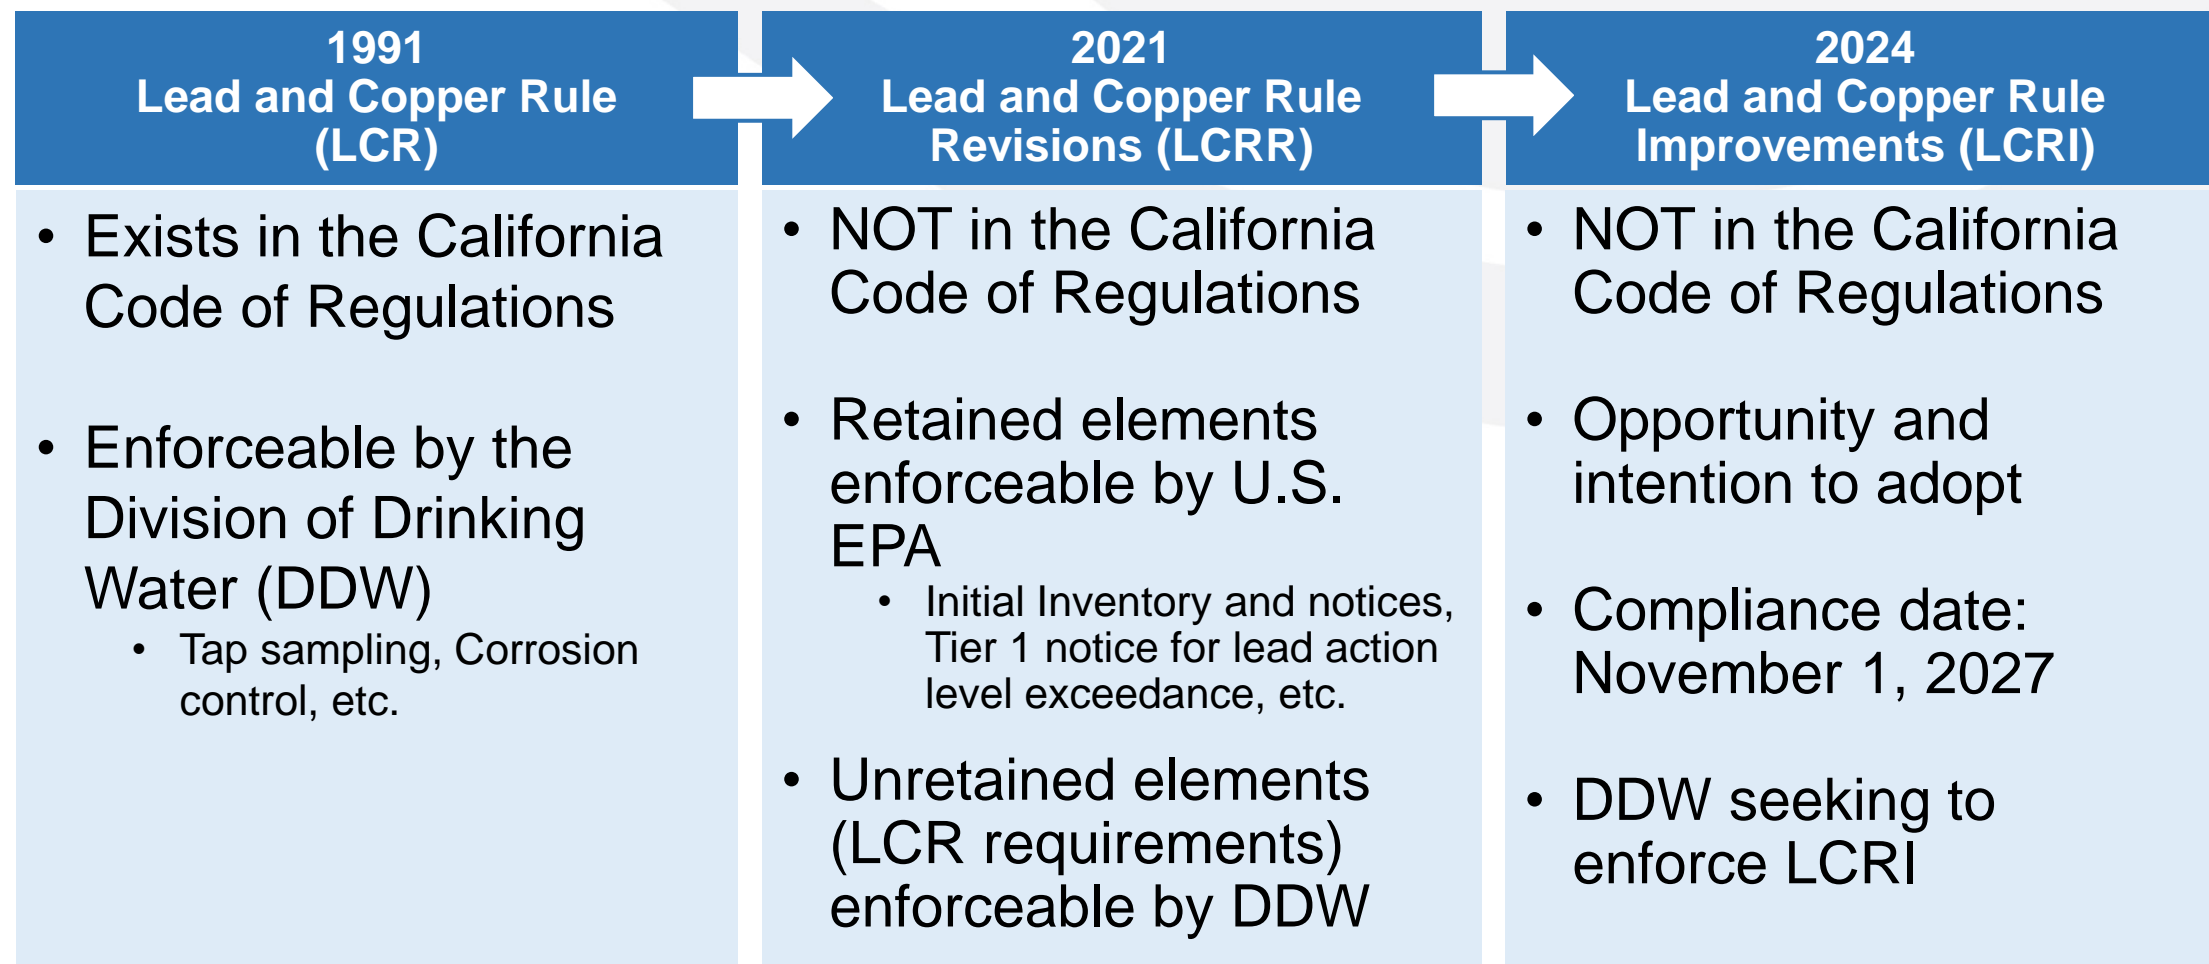 1991
Lead and Copper Rule
(LCR)
• Exists in the California
Code of Regulations
• Enforceable by the
Division of Drinking
Water (DDW)
• Tap sampling, Corrosion
control, etc.
2021
Lead and Copper Rule
Revisions (LCRR)
• NOT in the California
Code of Regulations
• Retained elements
enforceable by U.S.
EPA
• Initial Inventory and notices,
Tier 1 notice for lead action
level exceedance, etc.
• Unretained elements
(LCR requirements)
enforceable by DDW
2024
Lead and Copper Rule
Improvements (LCRI)
• NOT in the California
Code of Regulations
• Opportunity and
intention to adopt
• Compliance date:
November 1, 2027
• DDW seeking to
enforce LCRI